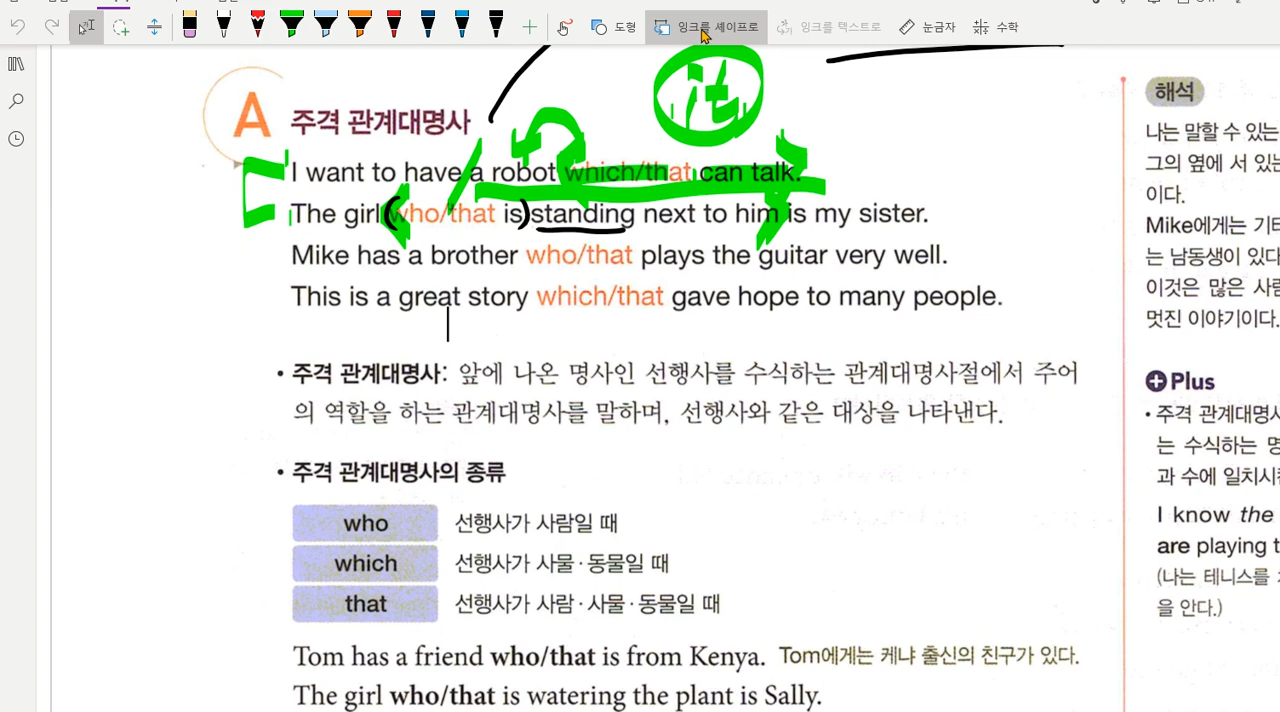 도형
잉크를 셰이프로
잉크를 텍스트로
눈금자
수학
it
A 주격 관계대명사
I want to have a robot which/that can talk.
The girl (who/that is) standing next to him is my sister.
Mike has a brother who/that plays the guitar very well.
This is a great story which/that gave hope to many people.
• 주격 관계대명사: 앞에 나온 명사인 선행사를 수식하는 관계대명사절에서 주어
의 역할을 하는 관계대명사를 말하며, 선행사와 같은 대상을 나타낸다.
• 주격 관계대명사의 종류
who 선행사가 사람일 때
which 선행사가 사물·동물일 때
that 선행사가 사람·사물·동물일 때
Tom has a friend who/that is from Kenya. Tom에게는 케냐 출신의 친구가 있다.
The girl who/that is watering the plant is Sally.
해석
나는 말할 수 있는
그의 옆에 서 있는
이다.
Mike에게는 기타
는 남동생이 있다
이것은 많은 사람
멋진 이야기이다.
Plus
• 주격 관계대명사
는 수식하는 명
과 수에 일치시킨
I know the
are playing t
(나는 테니스를
을 안다.)